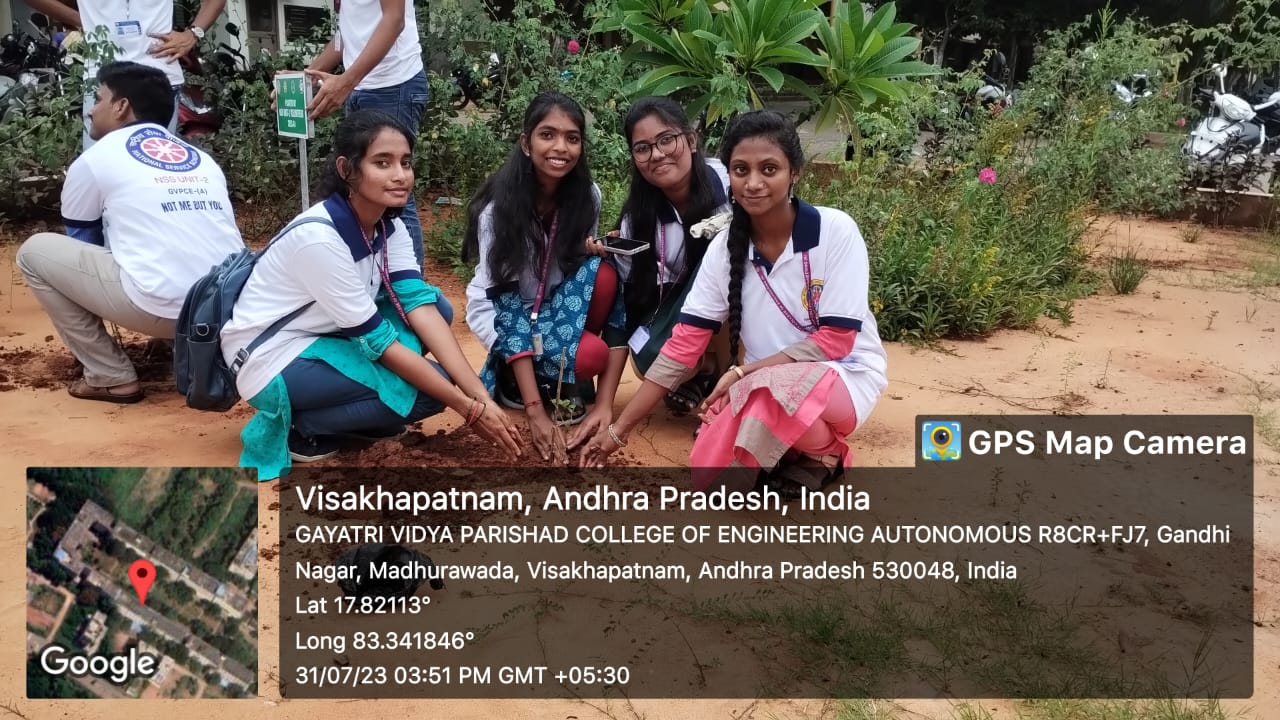 NATIONAL SERVICE
NSS UNIT-2
GVPCE-(A)
NOT ME BUT YOU
GPS Map Camera
Visakhapatnam, Andhra Pradesh, India
GAYATRI VIDYA PARISHAD COLLEGE OF ENGINEERING AUTONOMOUS R8CR+FJ7, Gandhi
Nagar, Madhurawada, Visakhapatnam, Andhra Pradesh 530048, India
Lat 17.82113°
Long 83.341846°
31/07/23 03:51 PM GMT +05:30
Google